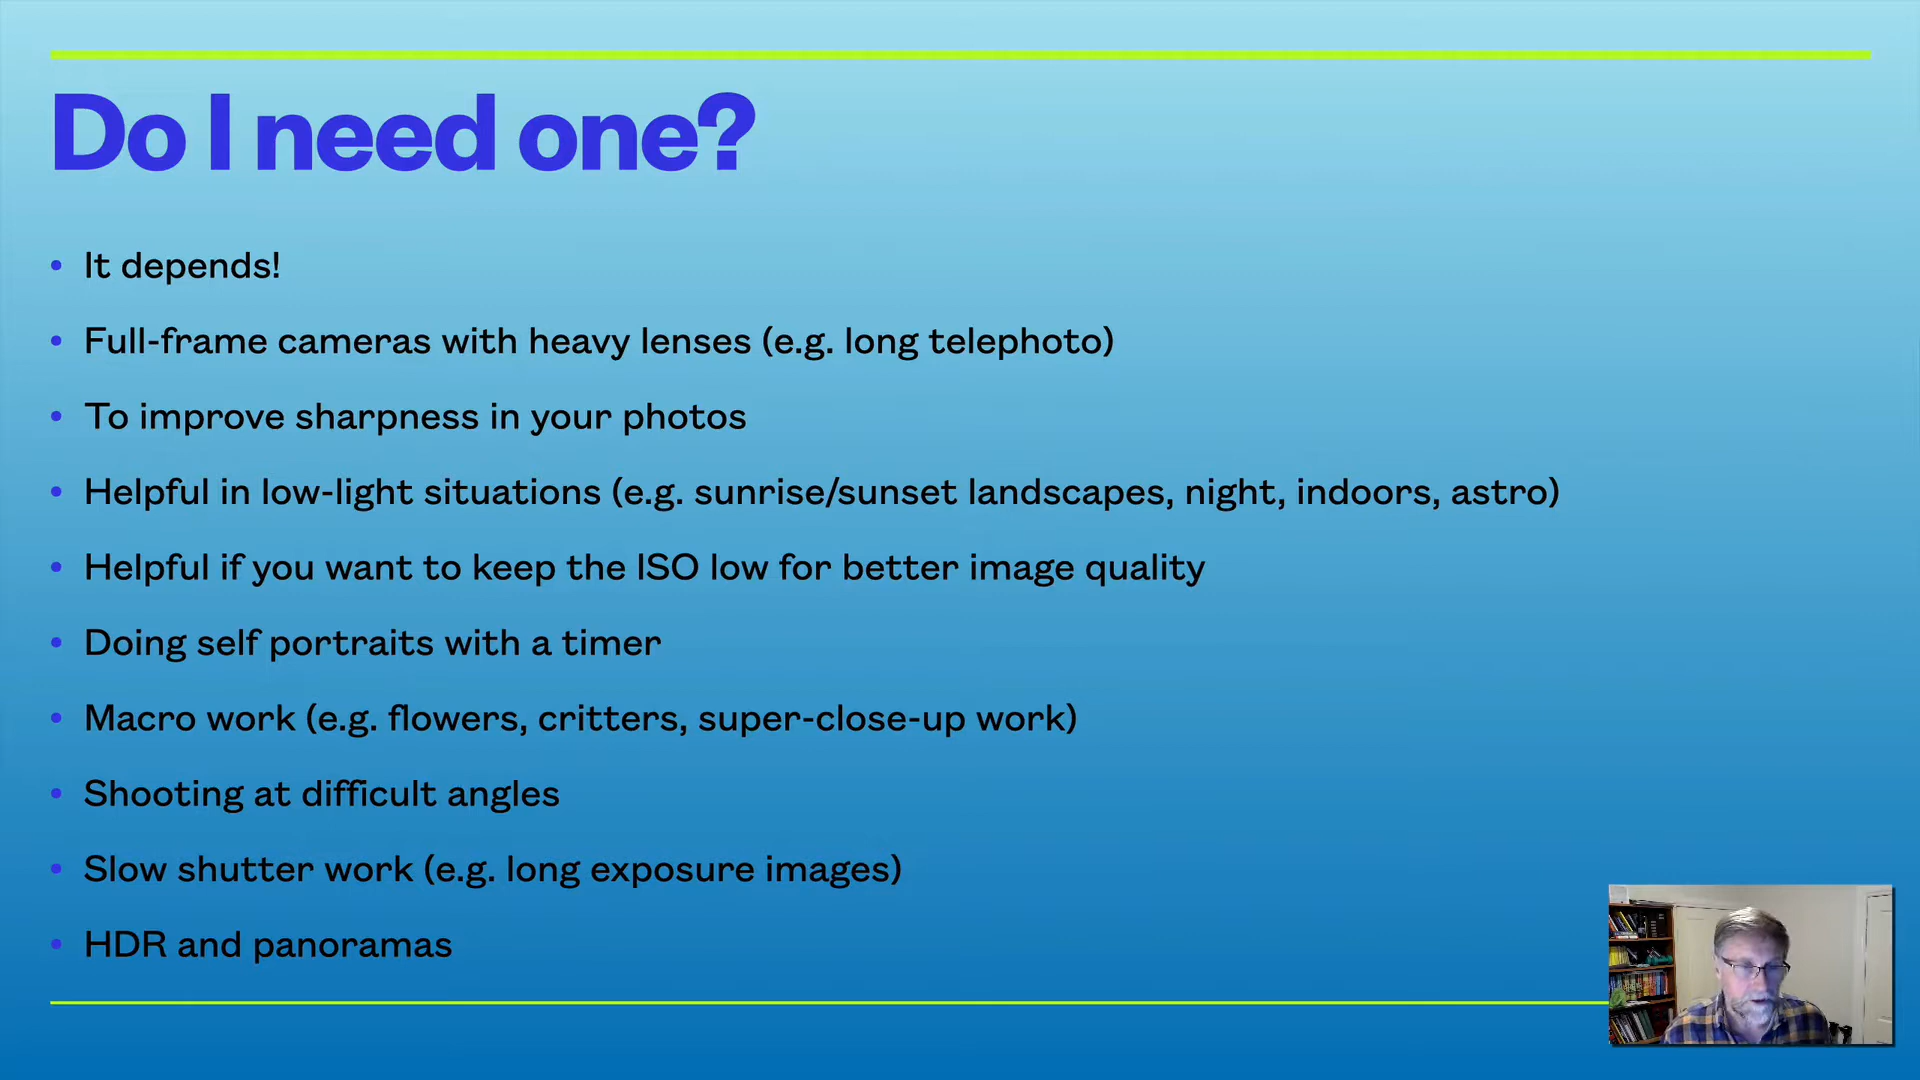 Do I need one?
• It depends!
• Full-frame cameras with heavy lenses (e.g. long telephoto)
• To improve sharpness in your photos
• Helpful in low-light situations (e.g. sunrise/sunset landscapes, night, indoors, astro)
• Helpful if you want to keep the ISO low for better image quality
• Doing self portraits with a timer
• Macro work (e.g. flowers, critters, super-close-up work)
• Shooting at difficult angles
• Slow shutter work (e.g. long exposure images)
• HDR and panoramas